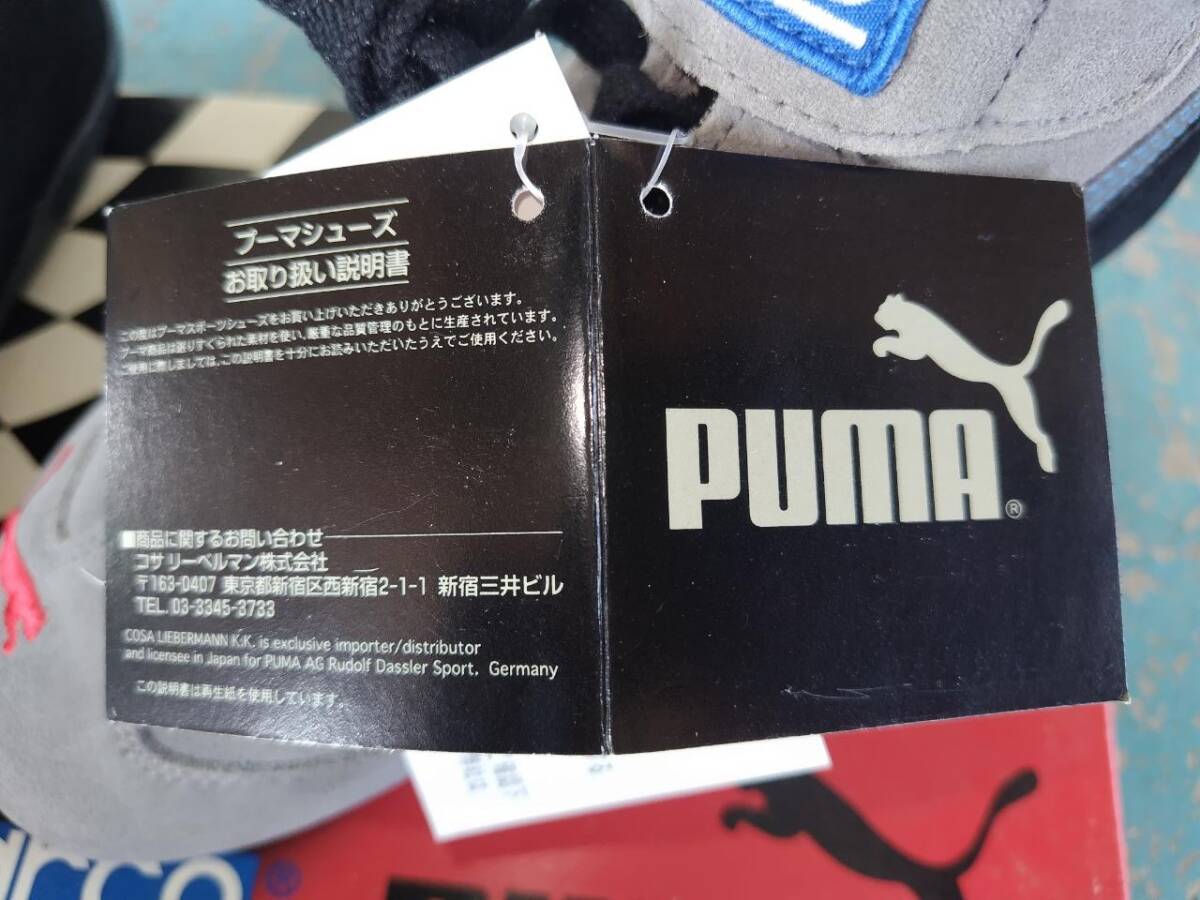 プーマシューズ
お取り扱い説明書
この度はプーマスポーツシューズをお買い上げいただきありがとうございます。
プーマ商品は選りすぐられた素材を使い、厳重な品質管理のもとに生産されています。
ご使用に際しましては、この説明書を十分にお読みいただいたうえでご使用ください。
■商品に関するお問い合わせ
コサ リーベルマン株式会社
〒163-0407 東京都新宿区西新宿2-1-1 新宿三井ビル
TEL. 03-3345-3733
COSA LIEBERMANN K.K. is exclusive importer/distributor
and licensee in Japan for PUMA AG Rudolf Dassler Sport, Germany
この説明書は再生紙を使用しています。
PUMA®